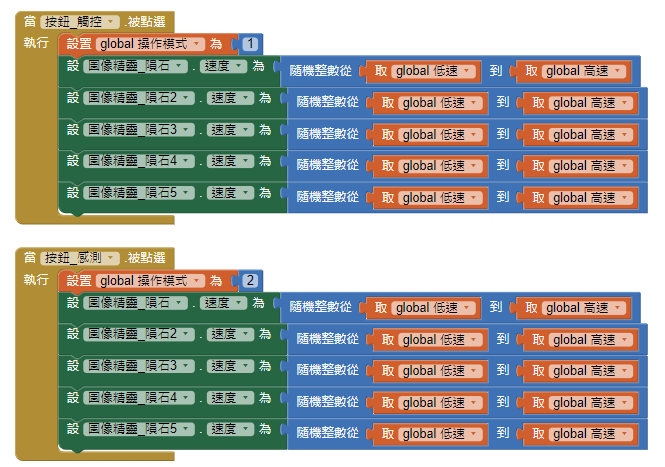 當 按鈕_觸控 .被點選
執行 設置 global 操作模式 為 1
設 圖像精靈_隕石 . 速度 為 隨機整數從 取 global 低速 到 取 global 高速
設 圖像精靈_隕石2 . 速度 為 隨機整數從 取 global 低速 到 取 global 高速
設 圖像精靈_隕石3 . 速度 為 隨機整數從 取 global 低速 到 取 global 高速
設 圖像精靈_隕石4 . 速度 為 隨機整數從 取 global 低速 到 取 global 高速
設 圖像精靈_隕石5 . 速度 為 隨機整數從 取 global 低速 到 取 global 高速
當 按鈕_感測 .被點選
執行 設置 global 操作模式 為 2
設 圖像精靈_隕石 . 速度 為 隨機整數從 取 global 低速 到 取 global 高速
設 圖像精靈_隕石2 . 速度 為 隨機整數從 取 global 低速 到 取 global 高速
設 圖像精靈_隕石3 . 速度 為 隨機整數從 取 global 低速 到 取 global 高速
設 圖像精靈_隕石4 . 速度 為 隨機整數從 取 global 低速 到 取 global 高速
設 圖像精靈_隕石5 . 速度 為 隨機整數從 取 global 低速 到 取 global 高速